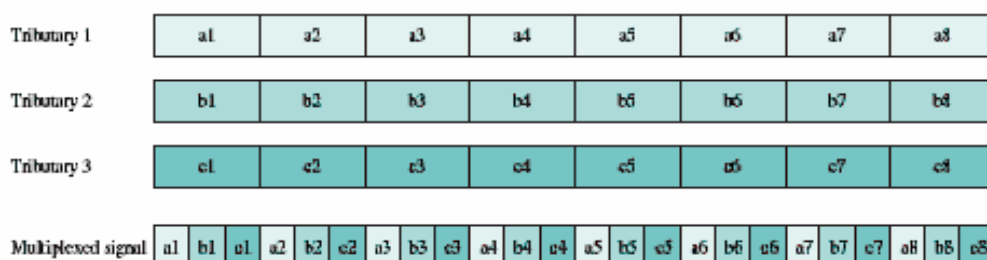 Tributary 1 a1 a2 a3 a4 a5 a6 a7 a8
Tributary 2 b1 b2 b3 b4 b5 b6 b7 b8
Tributary 3 c1 c2 c3 c4 c5 c6 c7 c8
Multiplexed signal a1 b1 c1 a2 b2 c2 a3 b3 c3 a4 b4 c4 a5 b5 c5 a6 b6 c6 a7 b7 c7 a8 b8 c8